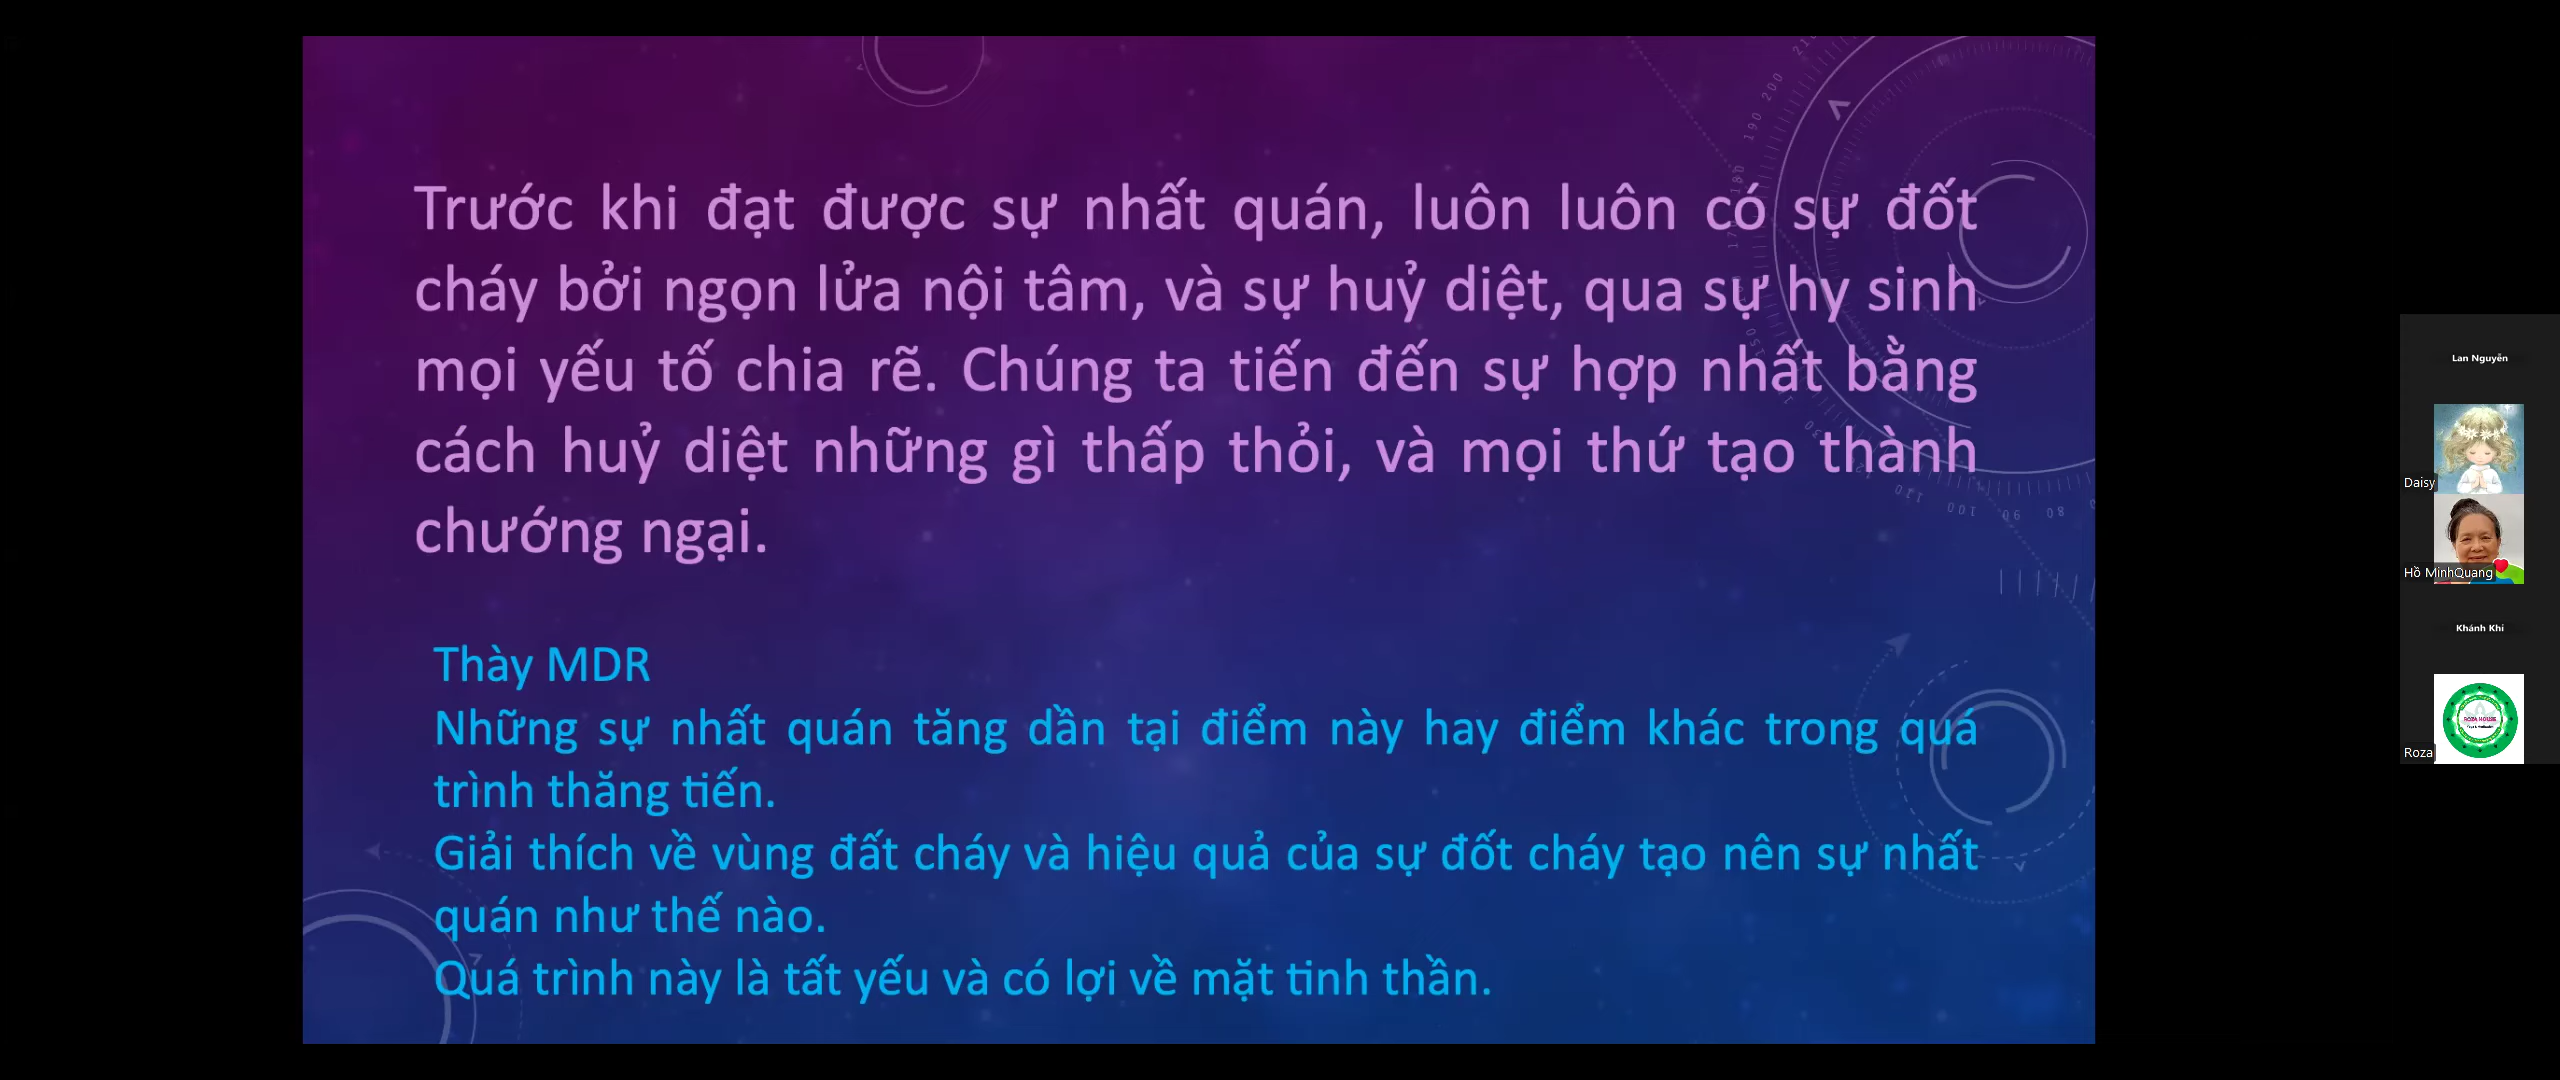 Trước khi đạt được sự nhất quán, luôn luôn có sự đốt
cháy bởi ngọn lửa nội tâm, và sự huỷ diệt, qua sự hy sinh
mọi yếu tố chia rẽ. Chúng ta tiến đến sự hợp nhất bằng
cách huỷ diệt những gì thấp thỏi, và mọi thứ tạo thành
chướng ngại.
Thày MDR
Những sự nhất quán tăng dần tại điểm này hay điểm khác trong quá
trình thăng tiến.
Giải thích về vùng đất cháy và hiệu quả của sự đốt cháy tạo nên sự nhất
quán như thế nào.
Quá trình này là tất yếu và có lợi về mặt tinh thần.
Lan Nguyễn
Daisy
Hồ MinhQuang
Khánh Khí
ROZA HOUSE
Roza